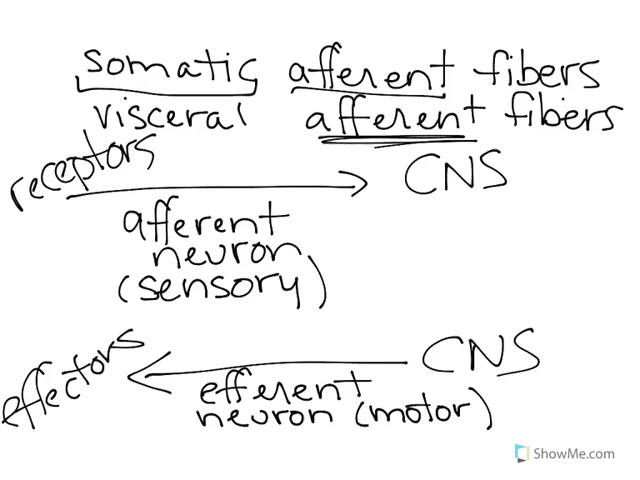 somatic afferent fibers
visceral afferent fibers
receptors
CNS
afferent
neuron
(sensory)
effectors
CNS
efferent
neuron (motor)
ShowMe.com